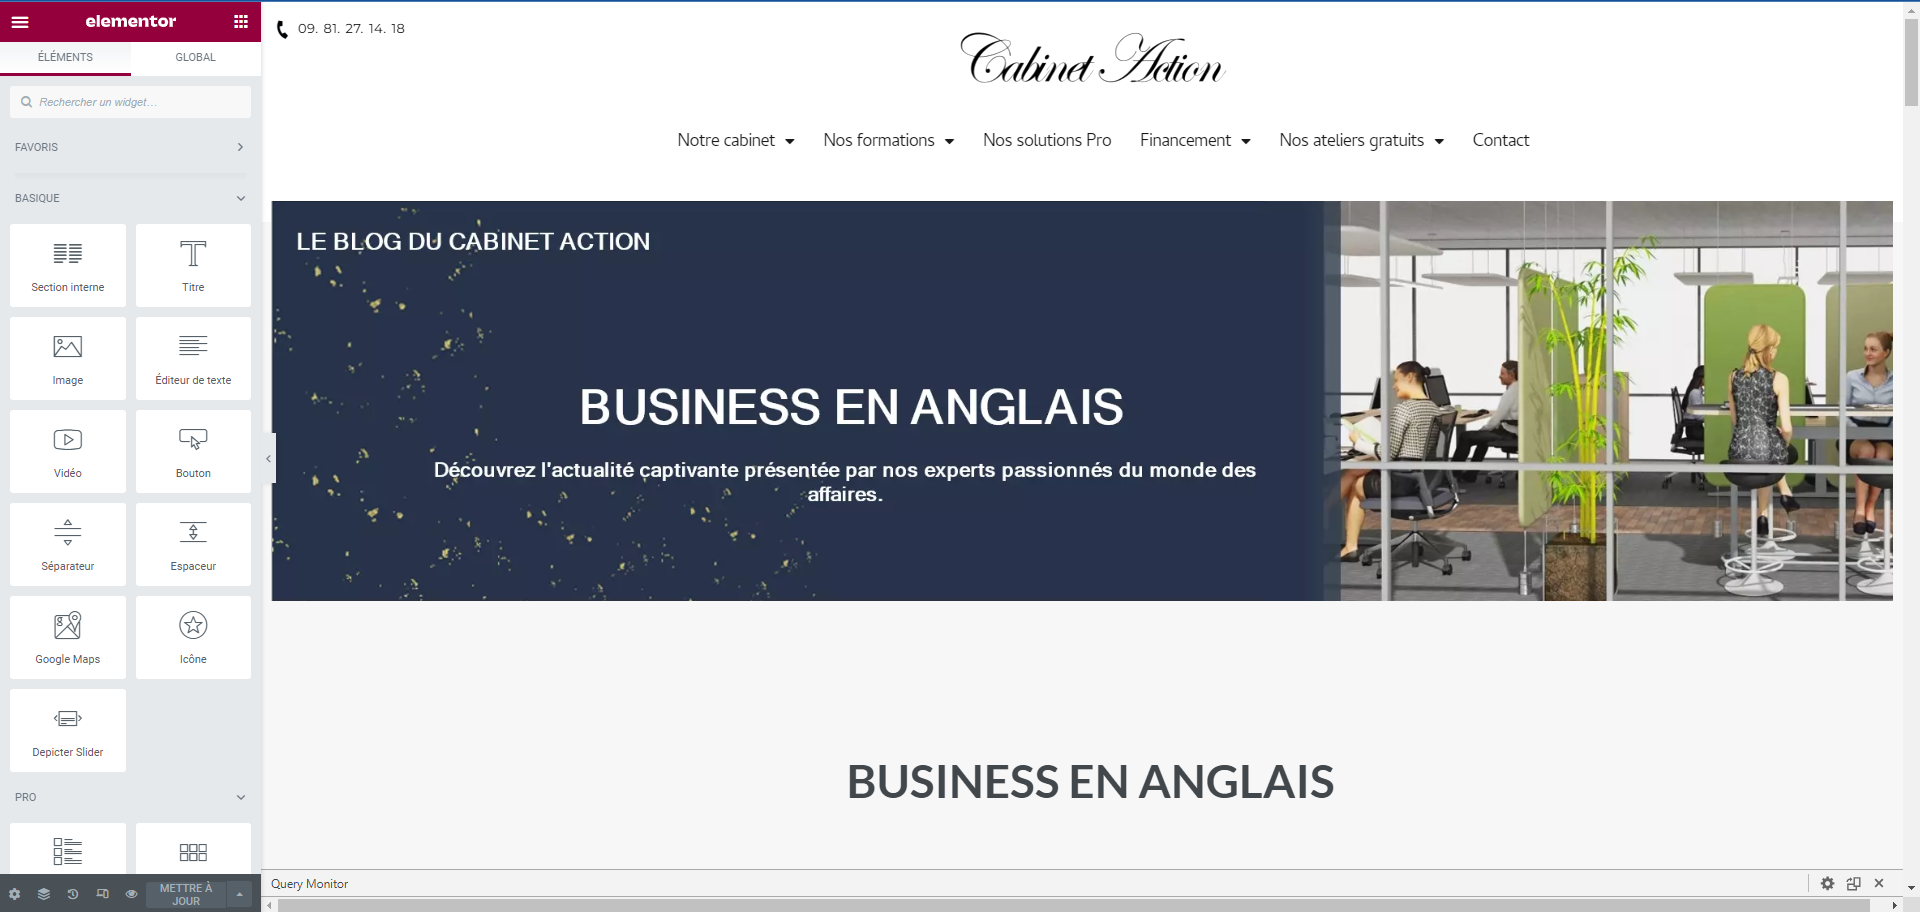 elementor
ÉLÉMENTS
GLOBAL
Rechercher un widget...
FAVORIS
BASIQUE
Section interne
Titre
Image
Éditeur de texte
Vidéo
Bouton
Séparateur
Espaceur
Google Maps
Icône
Depicter Slider
PRO
METTRE À
JOUR
09. 81. 27. 14. 18
Cabinet Action
Notre cabinet
Nos formations
Nos solutions Pro
Financement
Nos ateliers gratuits
Contact
LE BLOG DU CABINET ACTION
BUSINESS EN ANGLAIS
Découvrez l'actualité captivante présentée par nos experts passionnés du monde des
affaires.
BUSINESS EN ANGLAIS
Query Monitor